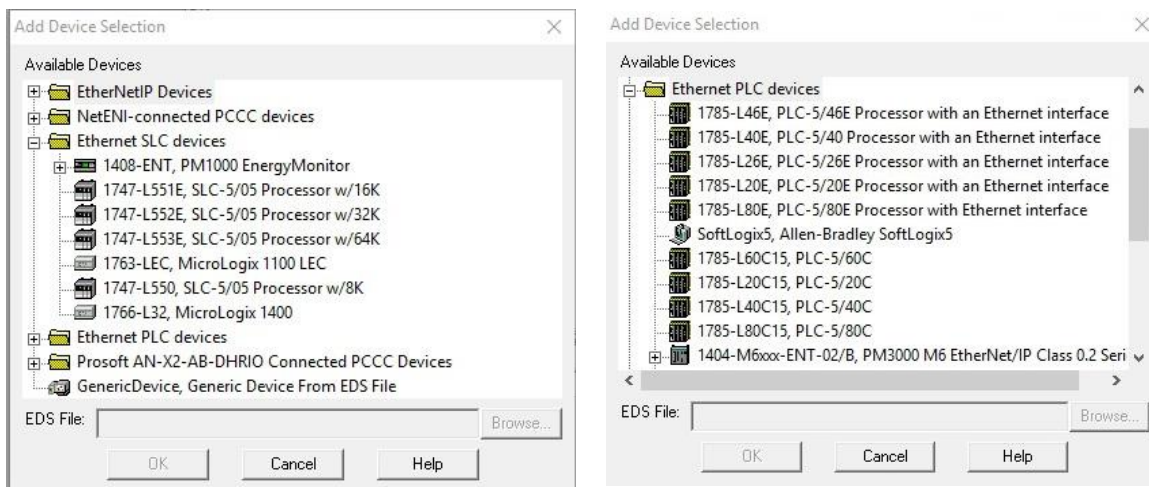 Add Device Selection
Available Devices
EtherNetIP Devices
NetENI-connected PCCC devices
Ethernet SLC devices
1408-ENT, PM1000 EnergyMonitor
1747-L551E, SLC-5/05 Processor w/16K
1747-L552E, SLC-5/05 Processor w/32K
1747-L553E, SLC-5/05 Processor w/64K
1763-LEC, MicroLogix 1100 LEC
1747-L550, SLC-5/05 Processor w/8K
1766-L32, MicroLogix 1400
Ethernet PLC devices
Prosoft AN-X2-AB-DHRIO Connected PCCC Devices
GenericDevice, Generic Device From EDS File
EDS File:
Browse...
OK
Cancel
Help
Add Device Selection
Available Devices
Ethernet PLC devices
1785-L46E, PLC-5/46E Processor with an Ethernet interface
1785-L40E, PLC-5/40 Processor with an Ethernet interface
1785-L26E, PLC-5/26E Processor with an Ethernet interface
1785-L20E, PLC-5/20E Processor with an Ethernet interface
1785-L80E, PLC-5/80E Processor with Ethernet interface
SoftLogix5, Allen-Bradley SoftLogix5
1785-L60C15, PLC-5/60C
1785-L20C15, PLC-5/20C
1785-L40C15, PLC-5/40C
1785-L80C15, PLC-5/80C
1404-M6xxx-ENT-02/B, PM3000 M6 EtherNet/IP Class 0.2 Seri
EDS File:
Browse...
OK
Cancel
Help